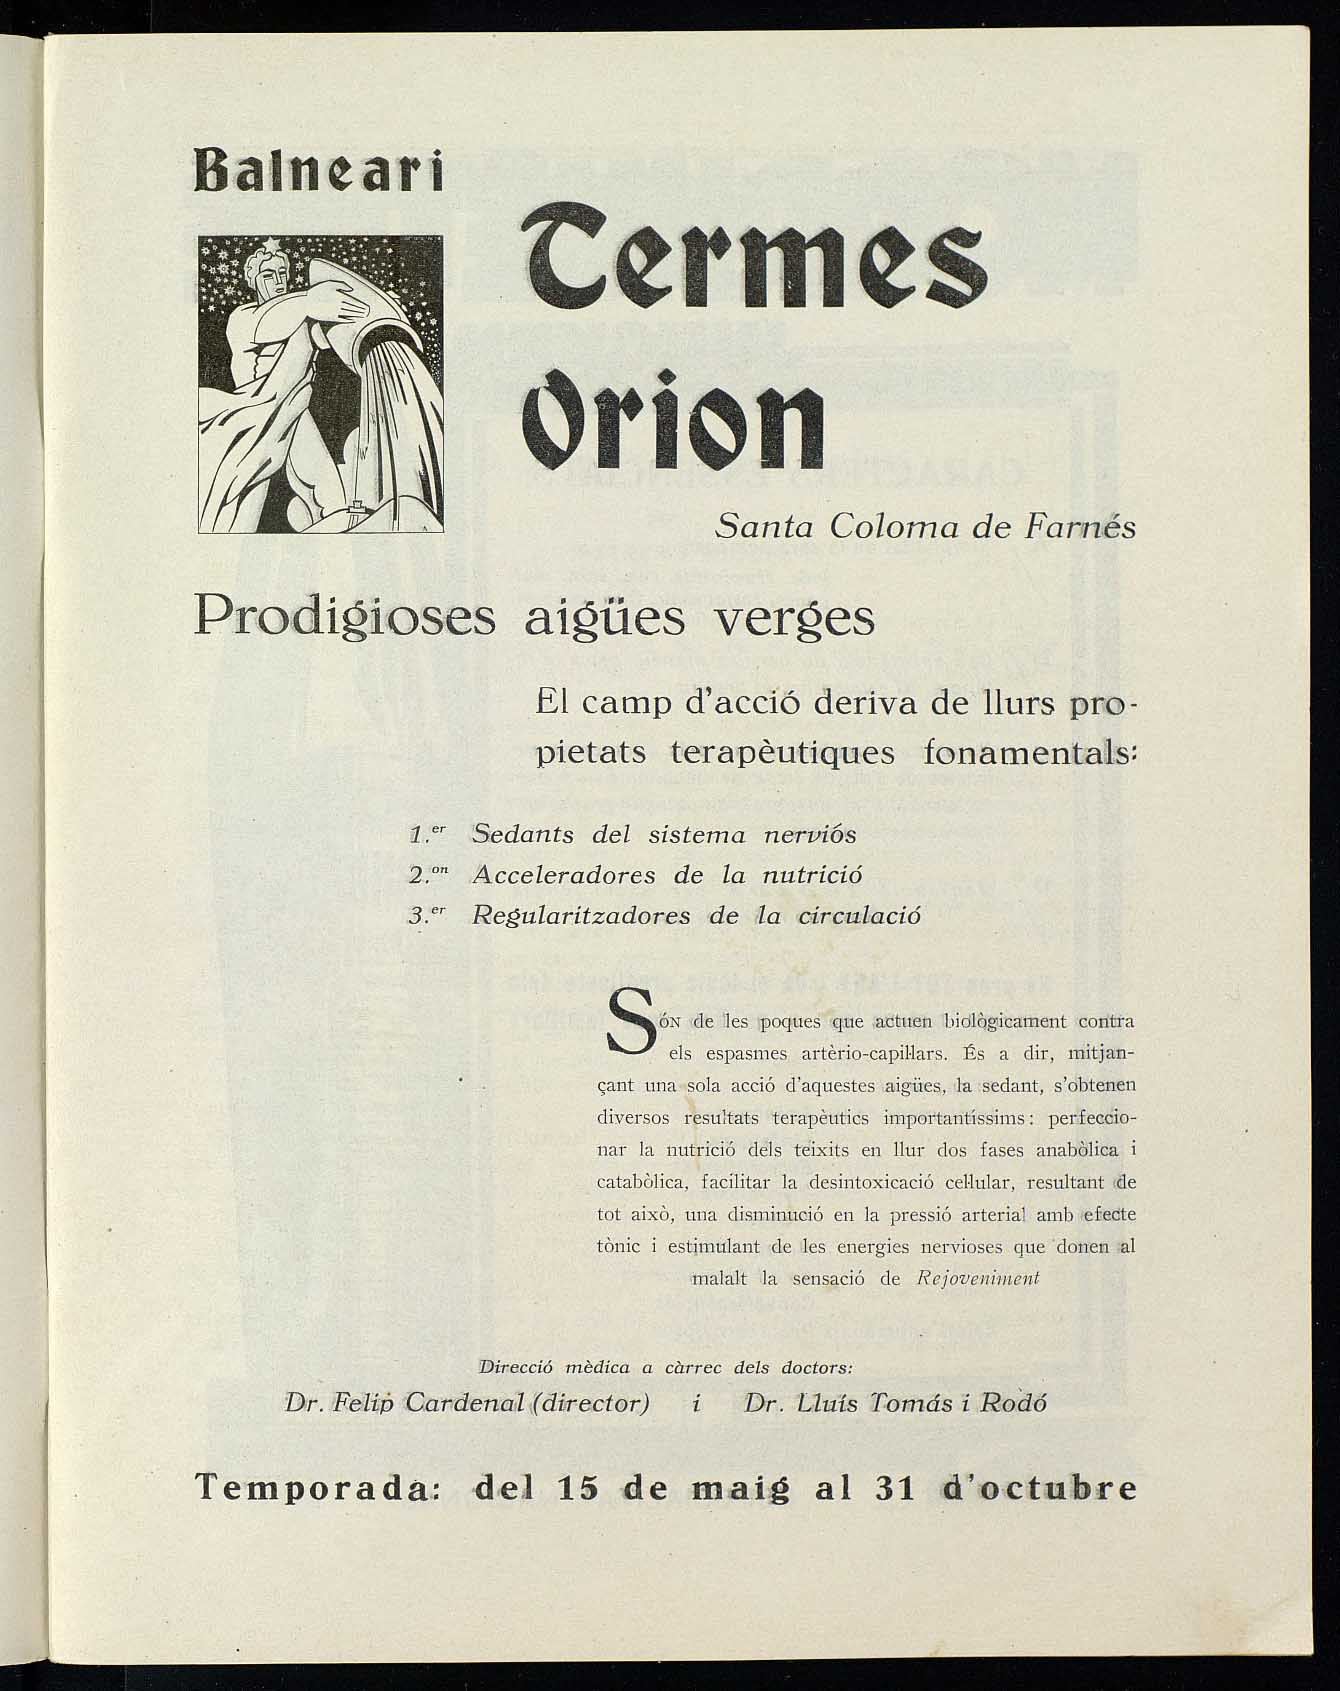 Balneari
Termes
Orion
Santa Coloma de Farnés
Prodigioses aigües verges
El camp d'acció deriva de llurs pro-
pietats terapèutiques fonamentals:
1.er Sedants del sistema nerviós
2.on Acceleradores de la nutrició
3.er Regularitzadores de la circulació
Són de les poques que actuen biològicament contra
els espasmes artèrio-capil·lars. És a dir, mitjan-
çant una sola acció d'aquestes aigües, la sedant, s'obtenen
diversos resultats terapèutics importantíssims: perfeccio-
nar la nutrició dels teixits en llur dos fases anabòlica i
catabòlica, facilitar la desintoxicació cel·lular, resultant de
tot això, una disminució en la pressió arterial amb efecte
tònic i estimulant de les energies nervioses que donen al
malalt la sensació de Rejoveniment
Direcció mèdica a càrrec dels doctors:
Dr. Felip Cardenal (director) i Dr. Lluís Tomás i Rodó
Temporada: del 15 de maig al 31 d'octubre